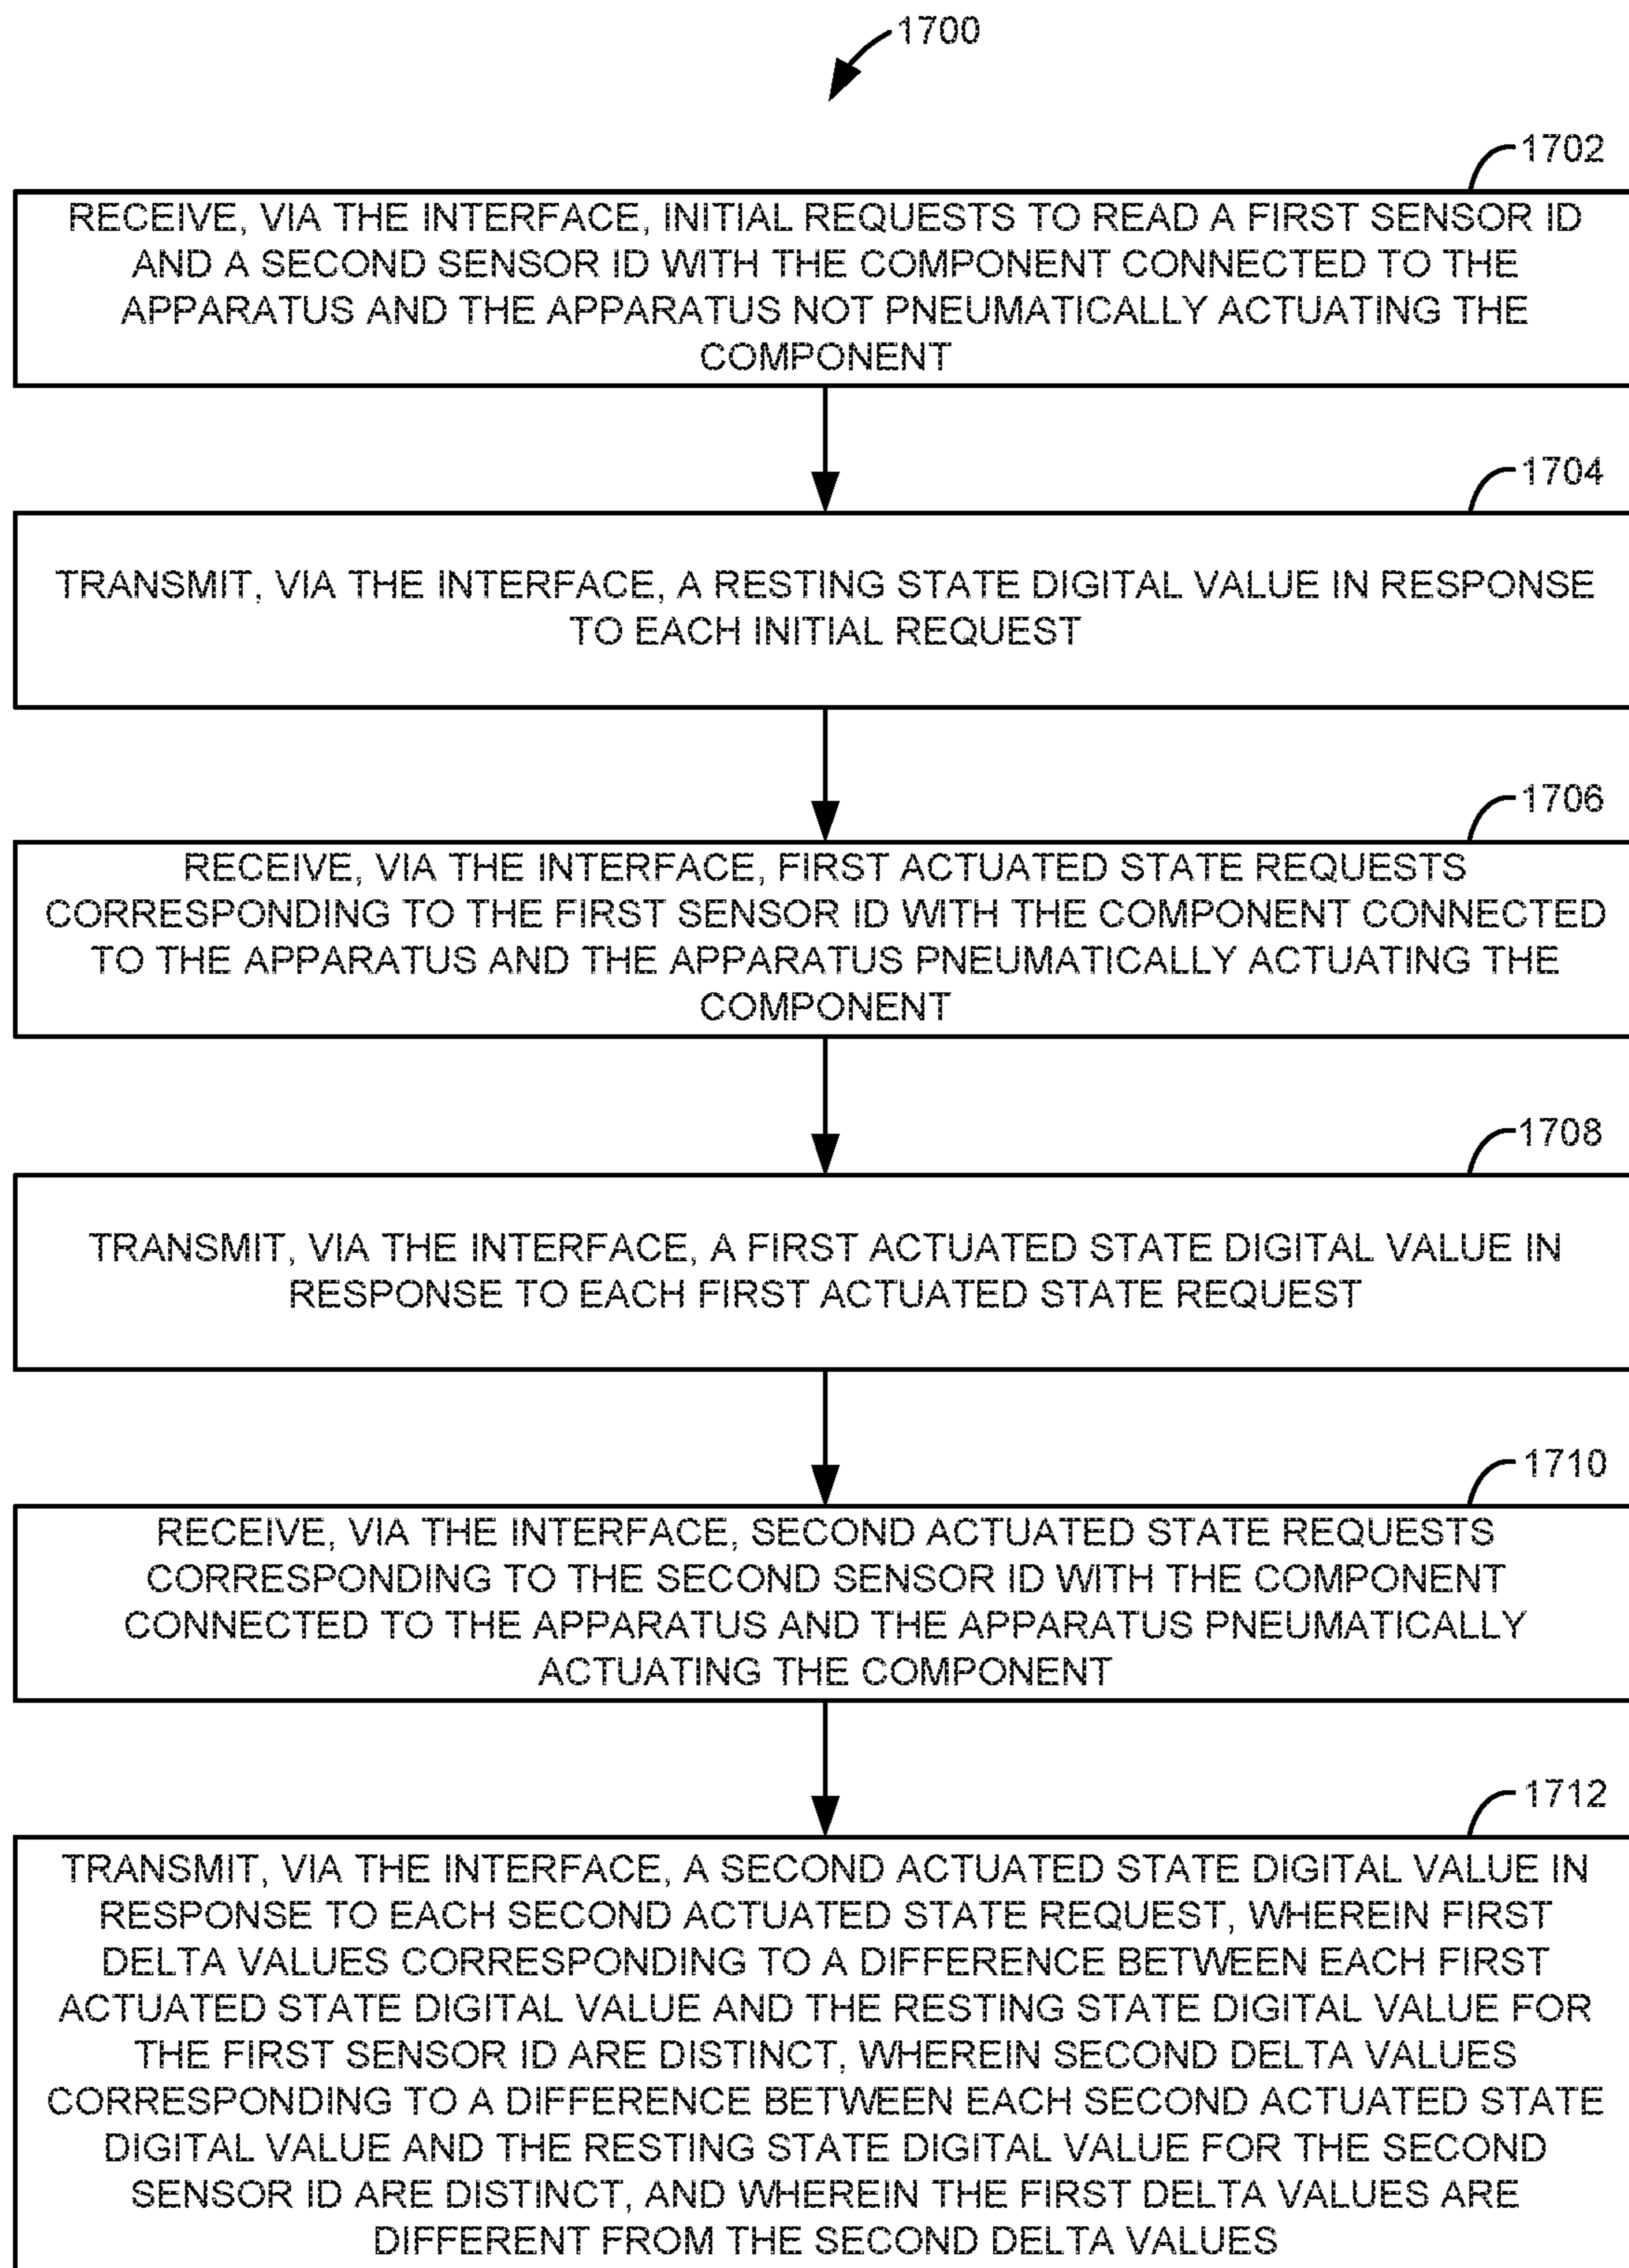 1700
1702
RECEIVE, VIA THE INTERFACE, INITIAL REQUESTS TO READ A FIRST SENSOR ID
AND A SECOND SENSOR ID WITH THE COMPONENT CONNECTED TO THE
APPARATUS AND THE APPARATUS NOT PNEUMATICALLY ACTUATING THE
COMPONENT
1704
TRANSMIT, VIA THE INTERFACE, A RESTING STATE DIGITAL VALUE IN RESPONSE
TO EACH INITIAL REQUEST
1706
RECEIVE, VIA THE INTERFACE, FIRST ACTUATED STATE REQUESTS
CORRESPONDING TO THE FIRST SENSOR ID WITH THE COMPONENT CONNECTED
TO THE APPARATUS AND THE APPARATUS PNEUMATICALLY ACTUATING THE
COMPONENT
1708
TRANSMIT, VIA THE INTERFACE, A FIRST ACTUATED STATE DIGITAL VALUE IN
RESPONSE TO EACH FIRST ACTUATED STATE REQUEST
1710
RECEIVE, VIA THE INTERFACE, SECOND ACTUATED STATE REQUESTS
CORRESPONDING TO THE SECOND SENSOR ID WITH THE COMPONENT
CONNECTED TO THE APPARATUS AND THE APPARATUS PNEUMATICALLY
ACTUATING THE COMPONENT
1712
TRANSMIT, VIA THE INTERFACE, A SECOND ACTUATED STATE DIGITAL VALUE IN
RESPONSE TO EACH SECOND ACTUATED STATE REQUEST, WHEREIN FIRST
DELTA VALUES CORRESPONDING TO A DIFFERENCE BETWEEN EACH FIRST
ACTUATED STATE DIGITAL VALUE AND THE RESTING STATE DIGITAL VALUE FOR
THE FIRST SENSOR ID ARE DISTINCT, WHEREIN SECOND DELTA VALUES
CORRESPONDING TO A DIFFERENCE BETWEEN EACH SECOND ACTUATED STATE
DIGITAL VALUE AND THE RESTING STATE DIGITAL VALUE FOR THE SECOND
SENSOR ID ARE DISTINCT, AND WHEREIN THE FIRST DELTA VALUES ARE
DIFFERENT FROM THE SECOND DELTA VALUES